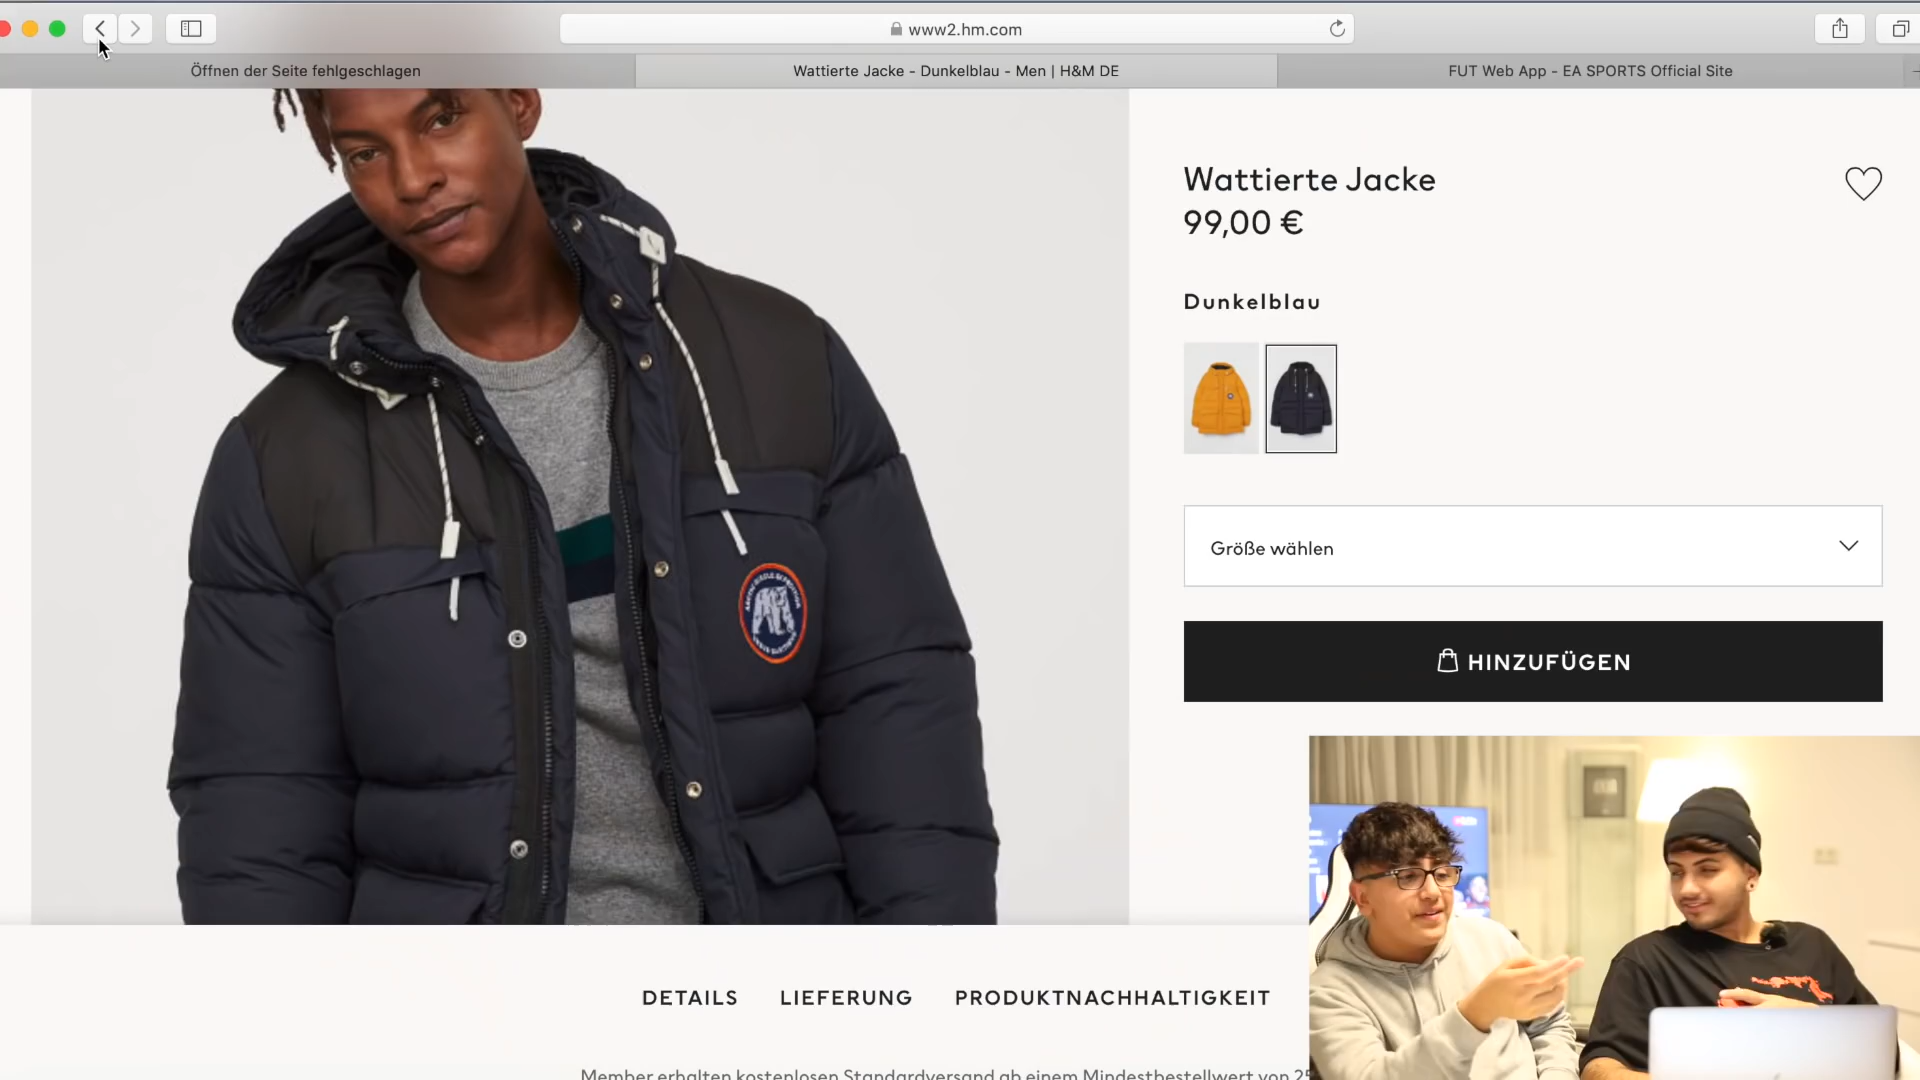 www2.hm.com
Öffnen der Seite fehlgeschlagen
Wattierte Jacke - Dunkelblau - Men | H&M DE
FUT Web App - EA SPORTS Official Site
Wattierte Jacke
99,00 €
Dunkelblau
Größe wählen
HINZUFÜGEN
DETAILS LIEFERUNG PRODUKTNACHHALTIGKEIT
Member erhalten kostenlosen Standardversand ab einem Mindestbestellwert von